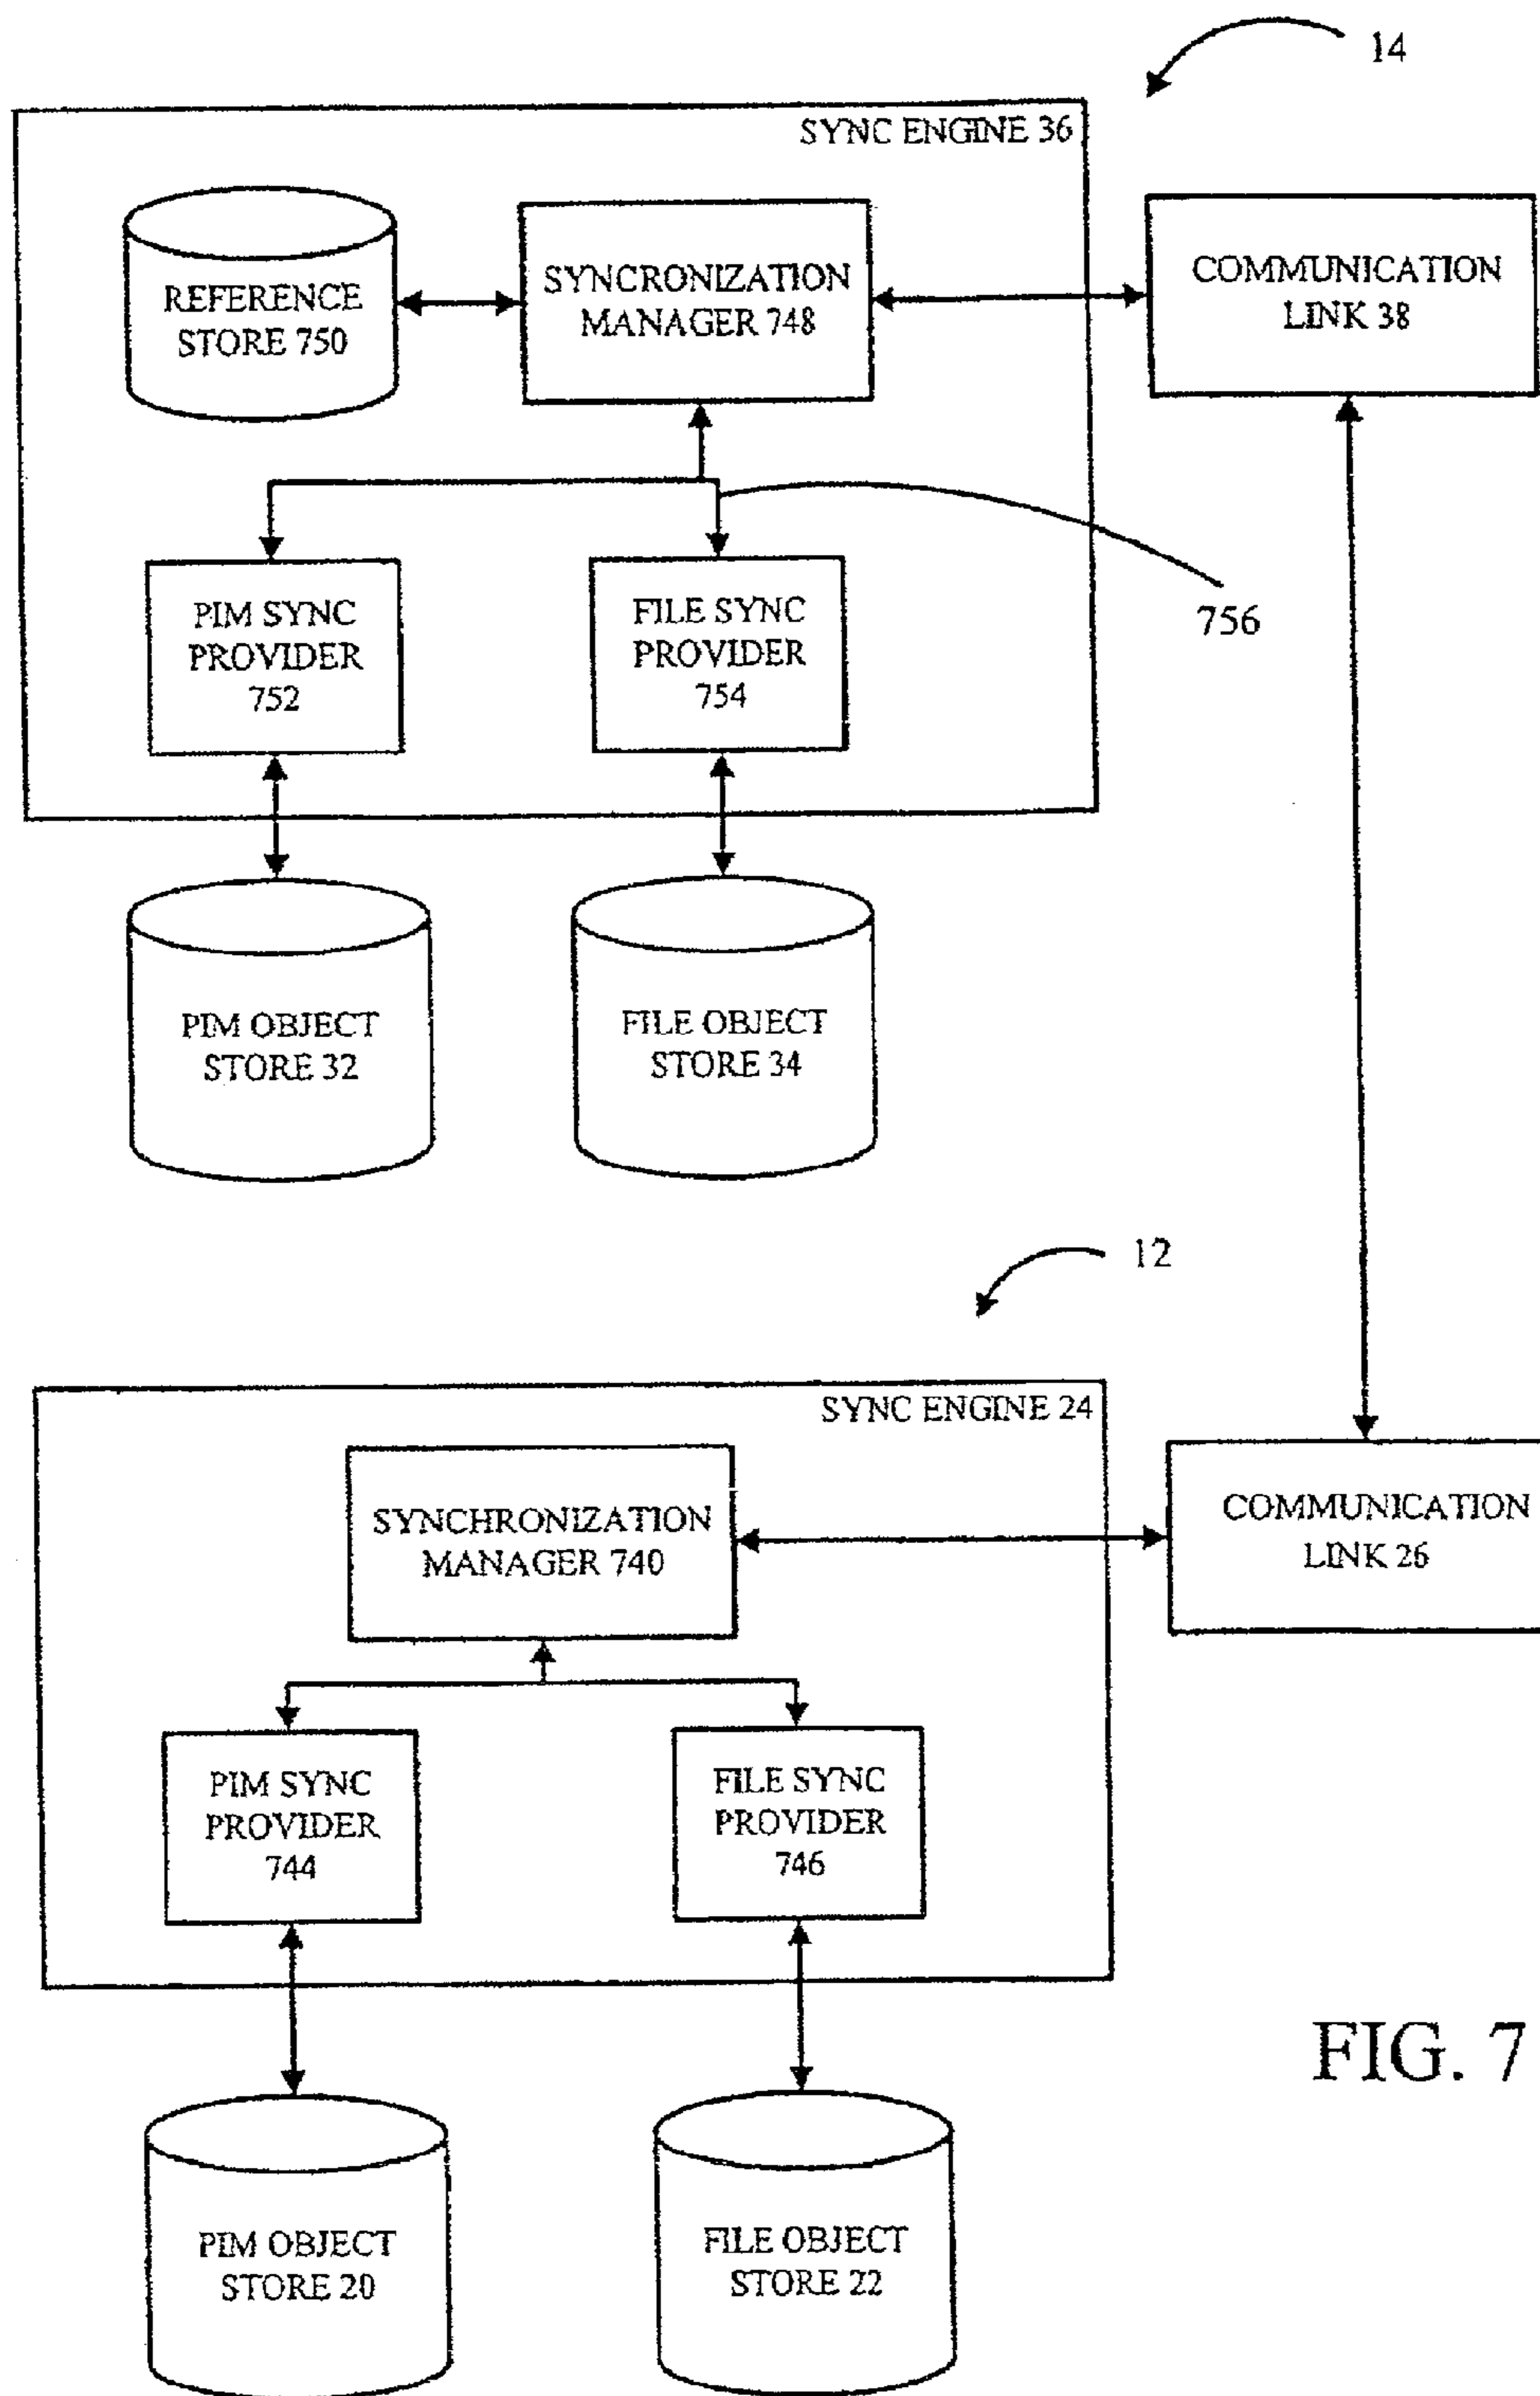 14
SYNC ENGINE 36
REFERENCE
STORE 750
SYNCRONIZATION
MANAGER 748
COMMUNICATION
LINK 38
PIM SYNC
PROVIDER
752
FILE SYNC
PROVIDER
754
756
PIM OBJECT
STORE 32
FILE OBJECT
STORE 34
12
SYNC ENGINE 24
SYNCHRONIZATION
MANAGER 740
COMMUNICATION
LINK 26
PIM SYNC
PROVIDER
744
FILE SYNC
PROVIDER
746
FIG. 7
PIM OBJECT
STORE 20
FILE OBJECT
STORE 22